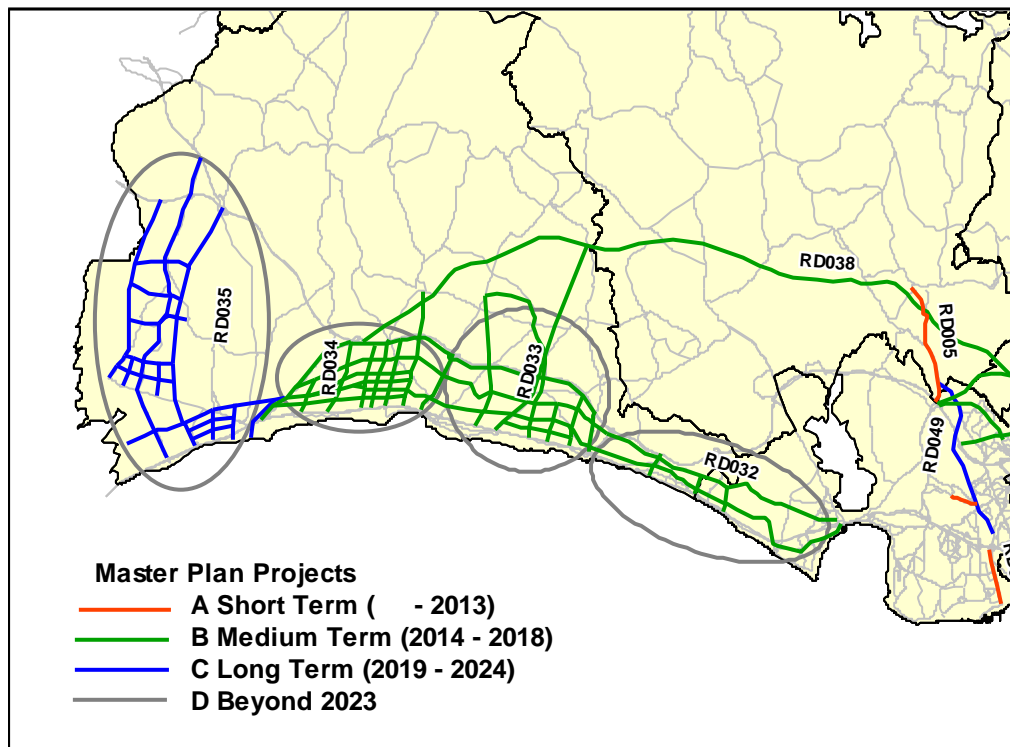 RD038
RD005
RD035
RD034
RD033
RD049
RD032
Master Plan Projects
A Short Term ( - 2013)
B Medium Term (2014 - 2018)
C Long Term (2019 - 2024)
D Beyond 2023